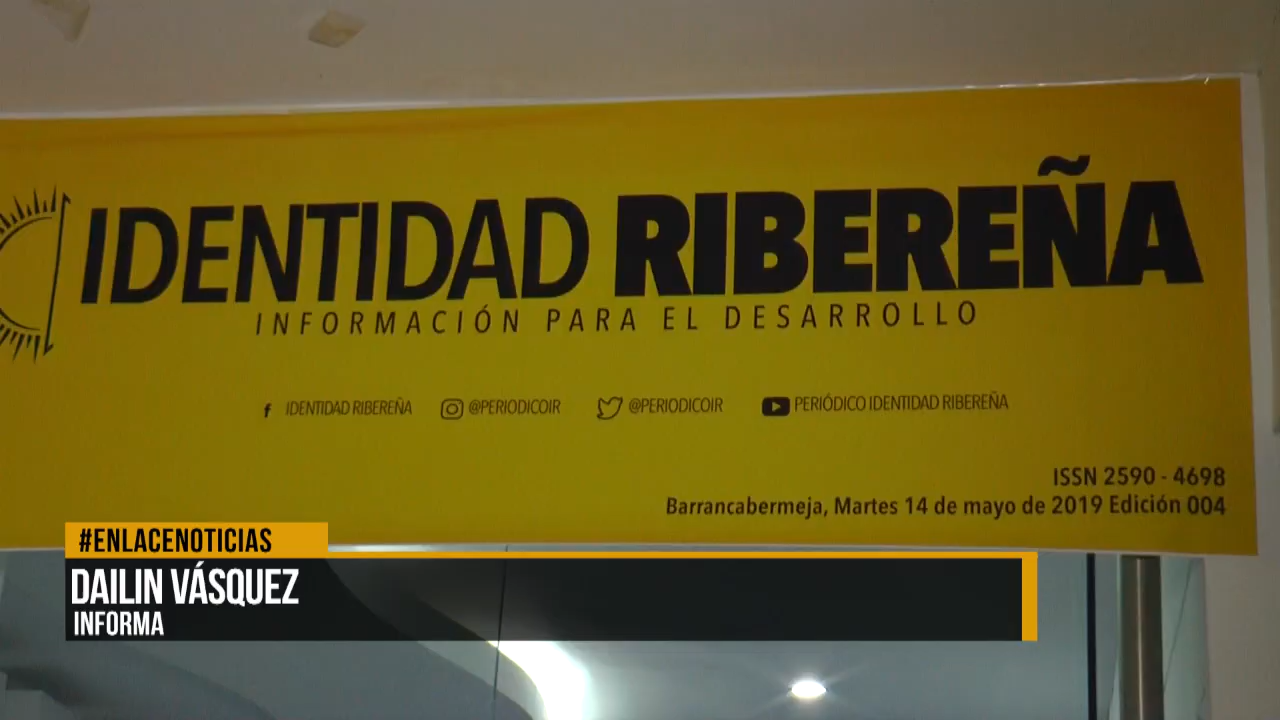 IDENTIDAD RIBEREÑA
INFORMACIÓN PARA EL DESARROLLO
IDENTIDAD RIBEREÑA @PERIODICOIR @PERIODICOIR PERIÓDICO IDENTIDAD RIBEREÑA
ISSN 2590 - 4698
Barrancabermeja, Martes 14 de mayo de 2019 Edición 004
#ENLACENOTICIAS
DAILIN VÁSQUEZ
INFORMA